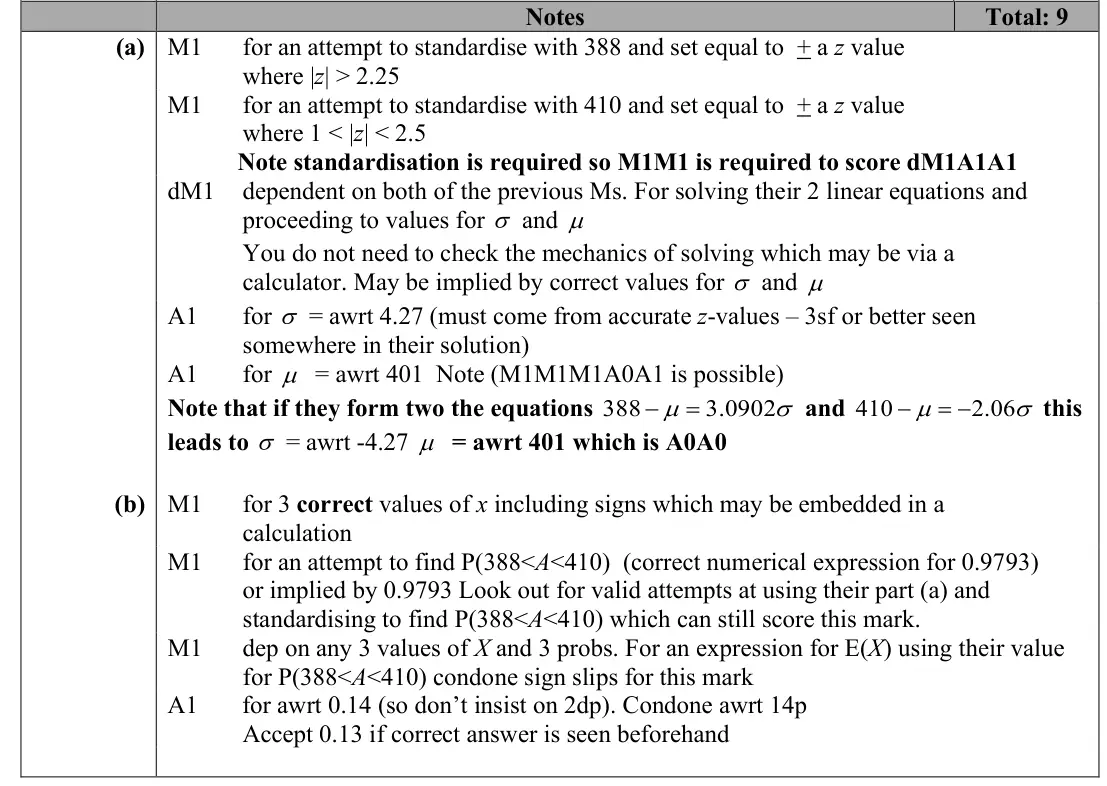 Notes Total: 9
(a) M1 for an attempt to standardise with 388 and set equal to ± a z value
where |z| > 2.25
M1 for an attempt to standardise with 410 and set equal to ± a z value
where 1 < |z| < 2.5
Note standardisation is required so M1M1 is required to score dM1A1A1
dM1 dependent on both of the previous Ms. For solving their 2 linear equations and
proceeding to values for σ and μ
You do not need to check the mechanics of solving which may be via a
calculator. May be implied by correct values for σ and μ
A1 for σ = awrt 4.27 (must come from accurate z-values – 3sf or better seen
somewhere in their solution)
A1 for μ = awrt 401 Note (M1M1M1A0A1 is possible)
Note that if they form two the equations 388 − μ = 3.0902σ and 410 − μ = −2.06σ this
leads to σ = awrt -4.27 μ = awrt 401 which is A0A0
(b) M1 for 3 correct values of x including signs which may be embedded in a
calculation
M1 for an attempt to find P(388<A<410) (correct numerical expression for 0.9793)
or implied by 0.9793 Look out for valid attempts at using their part (a) and
standardising to find P(388<A<410) which can still score this mark.
M1 dep on any 3 values of X and 3 probs. For an expression for E(X) using their value
for P(388<A<410) condone sign slips for this mark
A1 for awrt 0.14 (so don’t insist on 2dp). Condone awrt 14p
Accept 0.13 if correct answer is seen beforehand